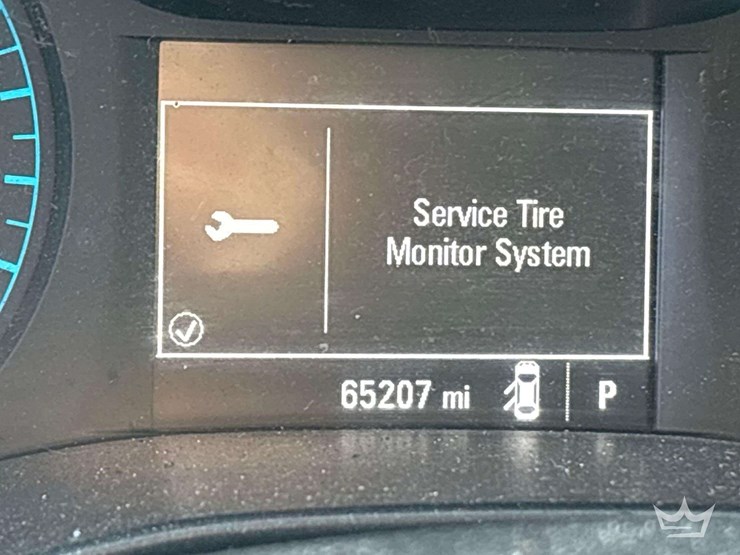 Service Tire
Monitor System
65207 mi
P